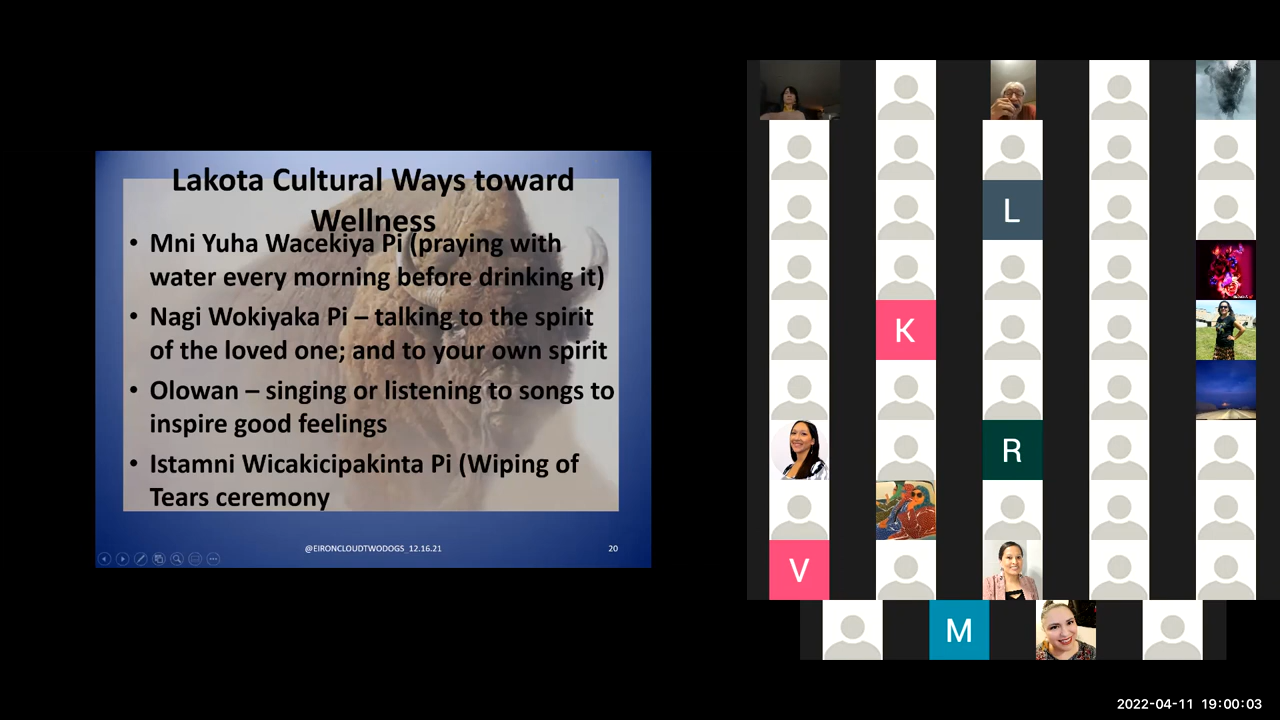 Lakota Cultural Ways toward
Wellness
• Mni Yuha Wacekiya Pi (praying with
water every morning before drinking it)
• Nagi Wokiyaka Pi – talking to the spirit
of the loved one; and to your own spirit
• Olowan – singing or listening to songs to
inspire good feelings
• Istamni Wicakicipakinta Pi (Wiping of
Tears ceremony
@EIRONCLOUDTWODOGS_12.16.21
20
L
K
R
V
M
2022-04-11 19:00:03